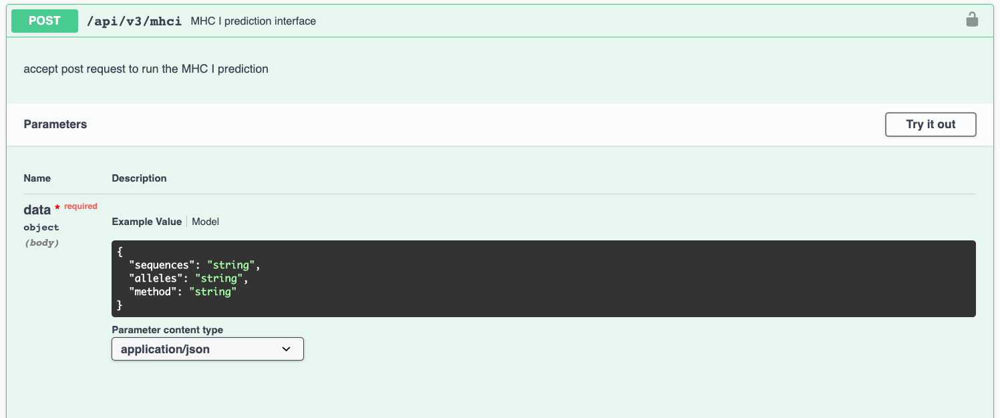 POST /api/v3/mhci MHC I prediction interface
accept post request to run the MHC I prediction
Parameters Try it out
Name Description
data * required
object
(body)
Example Value Model
{
"sequences": "string",
"alleles": "string",
"method": "string"
}
Parameter content type
application/json